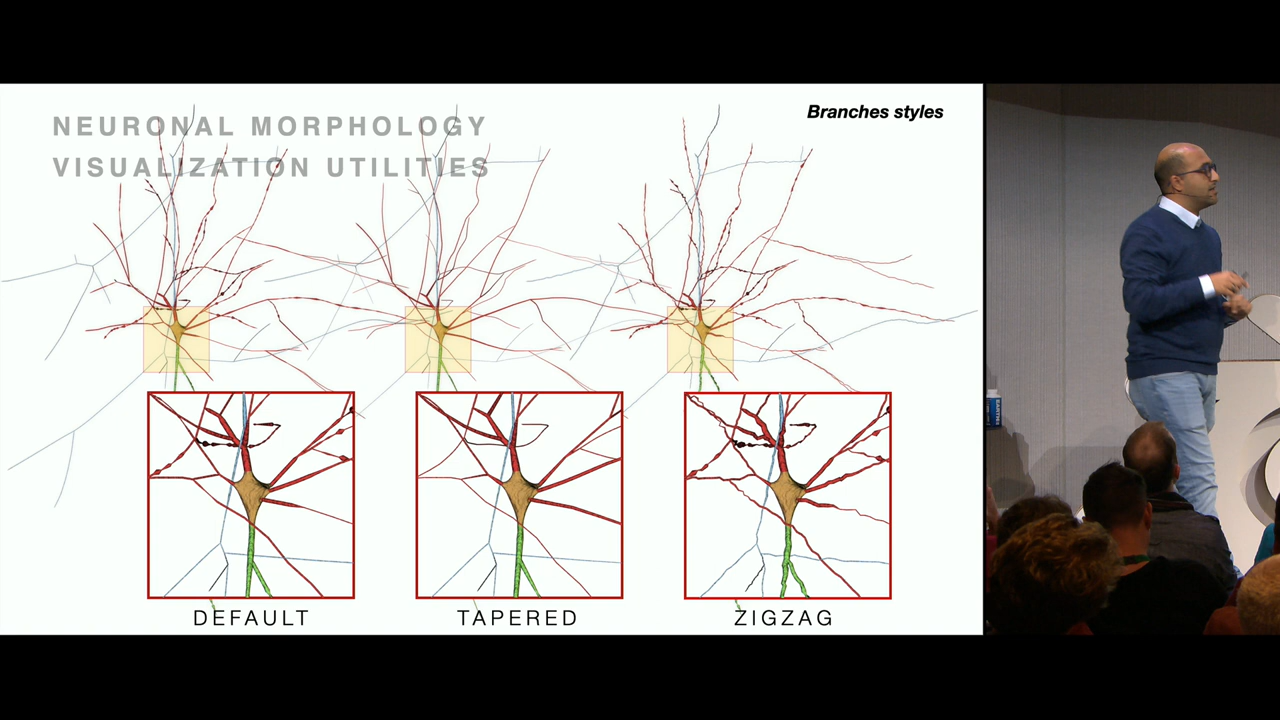 NEURONAL MORPHOLOGY
VISUALIZATION UTILITIES
Branches styles
DEFAULT
TAPERED
ZIGZAG